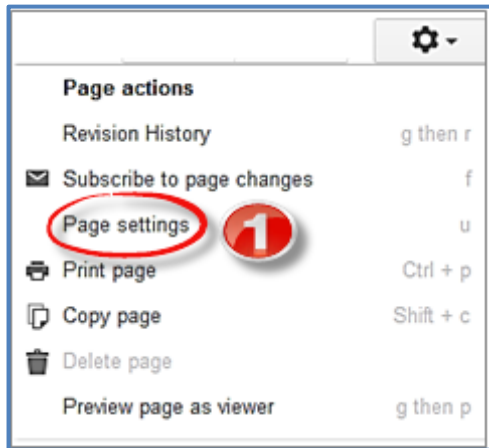 Page actions
Revision History g then r
Subscribe to page changes f
Page settings 1 u
Print page Ctrl + p
Copy page Shift + c
Delete page
Preview page as viewer g then p